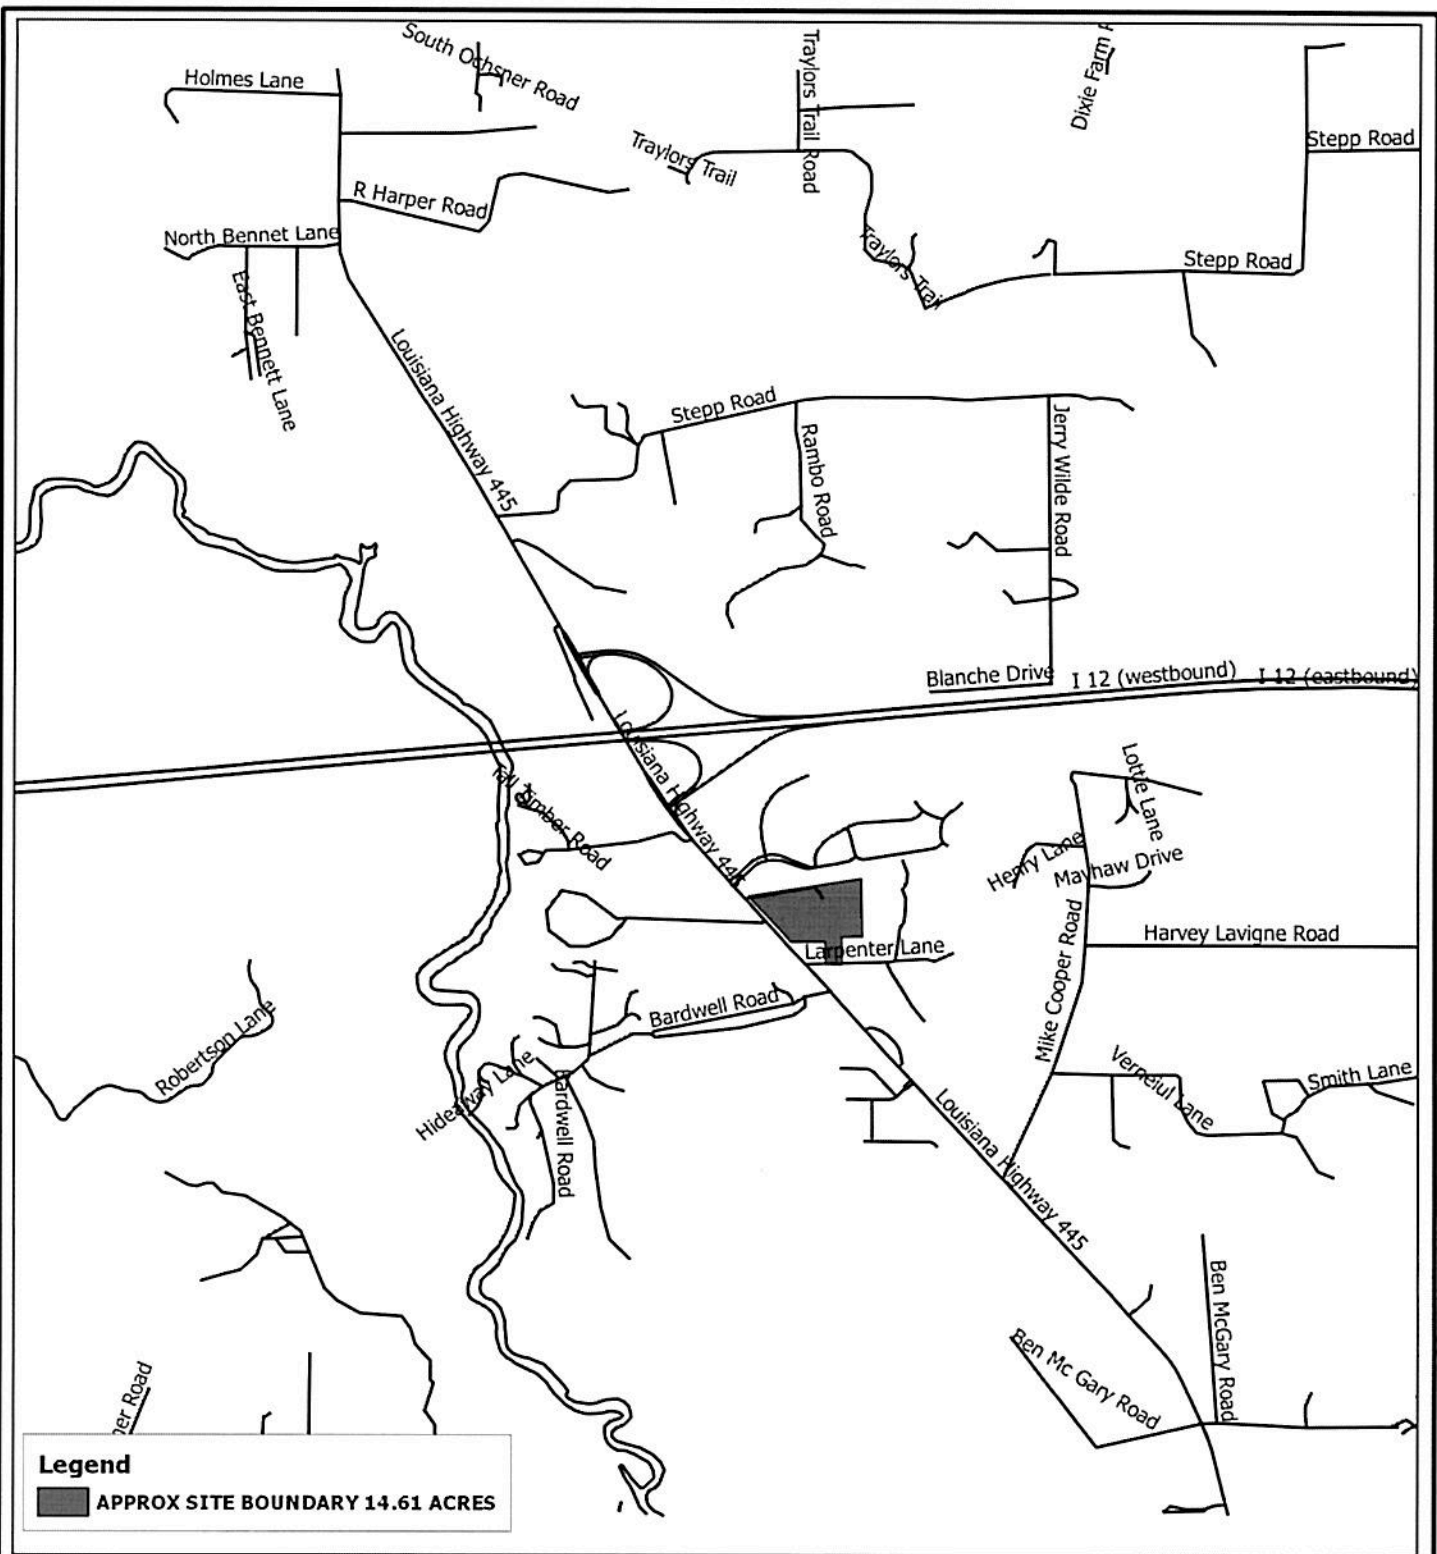 South Ochsner Road
Holmes Lane
Traylors Trail Road
Dixie Farm
Stepp Road
Traylors Trail
R Harper Road
North Bennet Lane
Traylors Trail
Stepp Road
East Bennett Lane
Louisiana Highway 445
Stepp Road
Rambo Road
Jerry Wilde Road
Blanche Drive
I 12 (westbound)
I 12 (eastbound)
Louisiana Highway 445
Tall Timber Road
Lottie Lane
Henry Lane
Mayhaw Drive
Mike Cooper Road
Harvey Lavigne Road
Carpenter Lane
Bardwell Road
Robertson Lane
Hideaway Lane
Bardwell Road
Verneiul Lane
Smith Lane
Louisiana Highway 445
Ben McGary Road
Ben Mc Gary Road
ner Road
Legend
APPROX SITE BOUNDARY 14.61 ACRES